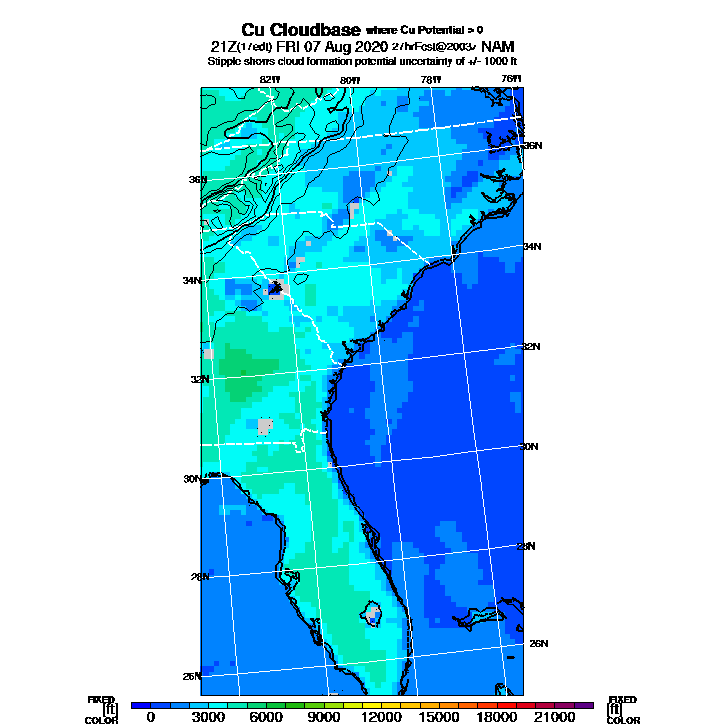 Cu Cloudbase where Cu Potential > 0
21Z(17edt) FRI 07 Aug 2020 27hrFcst@2003z NAM
Stipple shows cloud formation potential uncertainty of +/- 1000 ft
82W 80W 78W 76W
36N
36N
34N
34N
32N
32N
30N
30N
28N
28N
26N
26N
FIXED FIXED
[ft] [ft]
COLOR 0 3000 6000 9000 12000 15000 18000 21000 COLOR